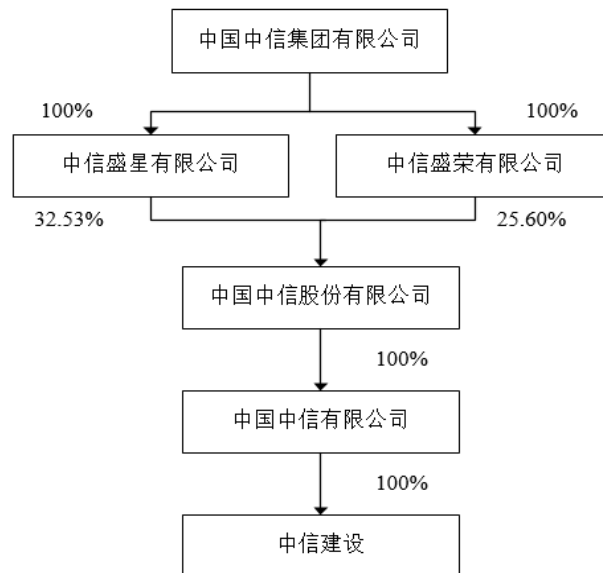 中国中信集团有限公司
100%
100%
中信盛星有限公司
中信盛荣有限公司
32.53%
25.60%
中国中信股份有限公司
100%
中国中信有限公司
100%
中信建设